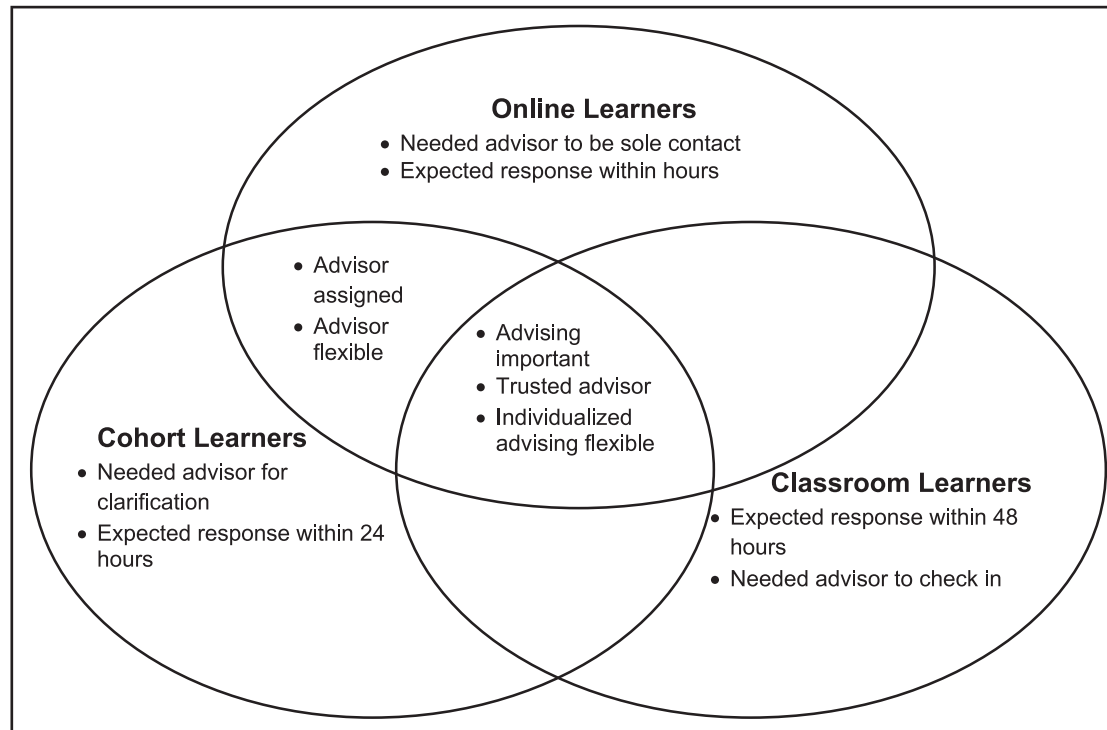 Online Learners
• Needed advisor to be sole contact
• Expected response within hours
• Advisor
assigned
• Advisor
flexible
• Advising
important
• Trusted advisor
• Individualized
advising flexible
Cohort Learners
• Needed advisor for
clarification
• Expected response within 24
hours
Classroom Learners
• Expected response within 48
hours
• Needed advisor to check in